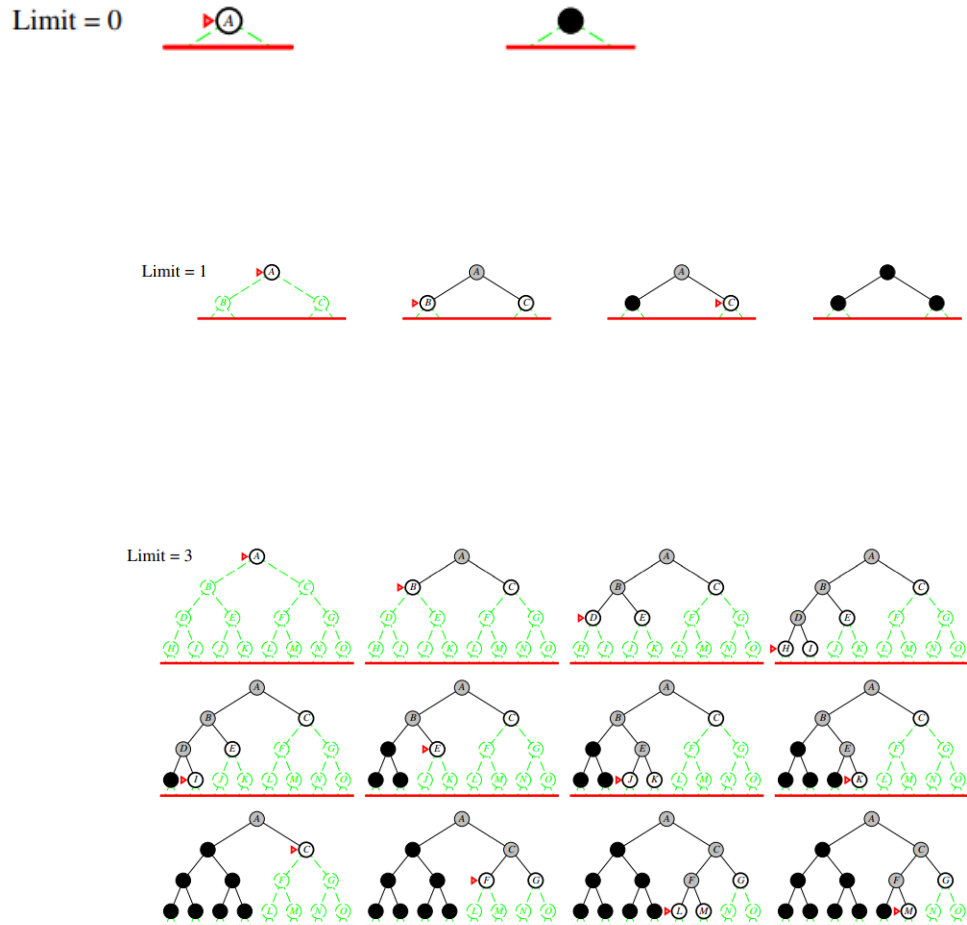 Limit = 0 A
Limit = 1 A A A
B C B C C
Limit = 3 A A A A
B C B C B C B C
D E F G D E F G D E F G D E F G
H I J K L M N O H I J K L M N O H I J K L M N O H I J K L M N O
A A A A
B C B C B C B C
D E F G E F G E F G E F G
I J K L M N O J K L M N O J K L M N O K L M N O
A A A A
C C C C
F G F G F G F G
L M N O L M N O L M N O M N O